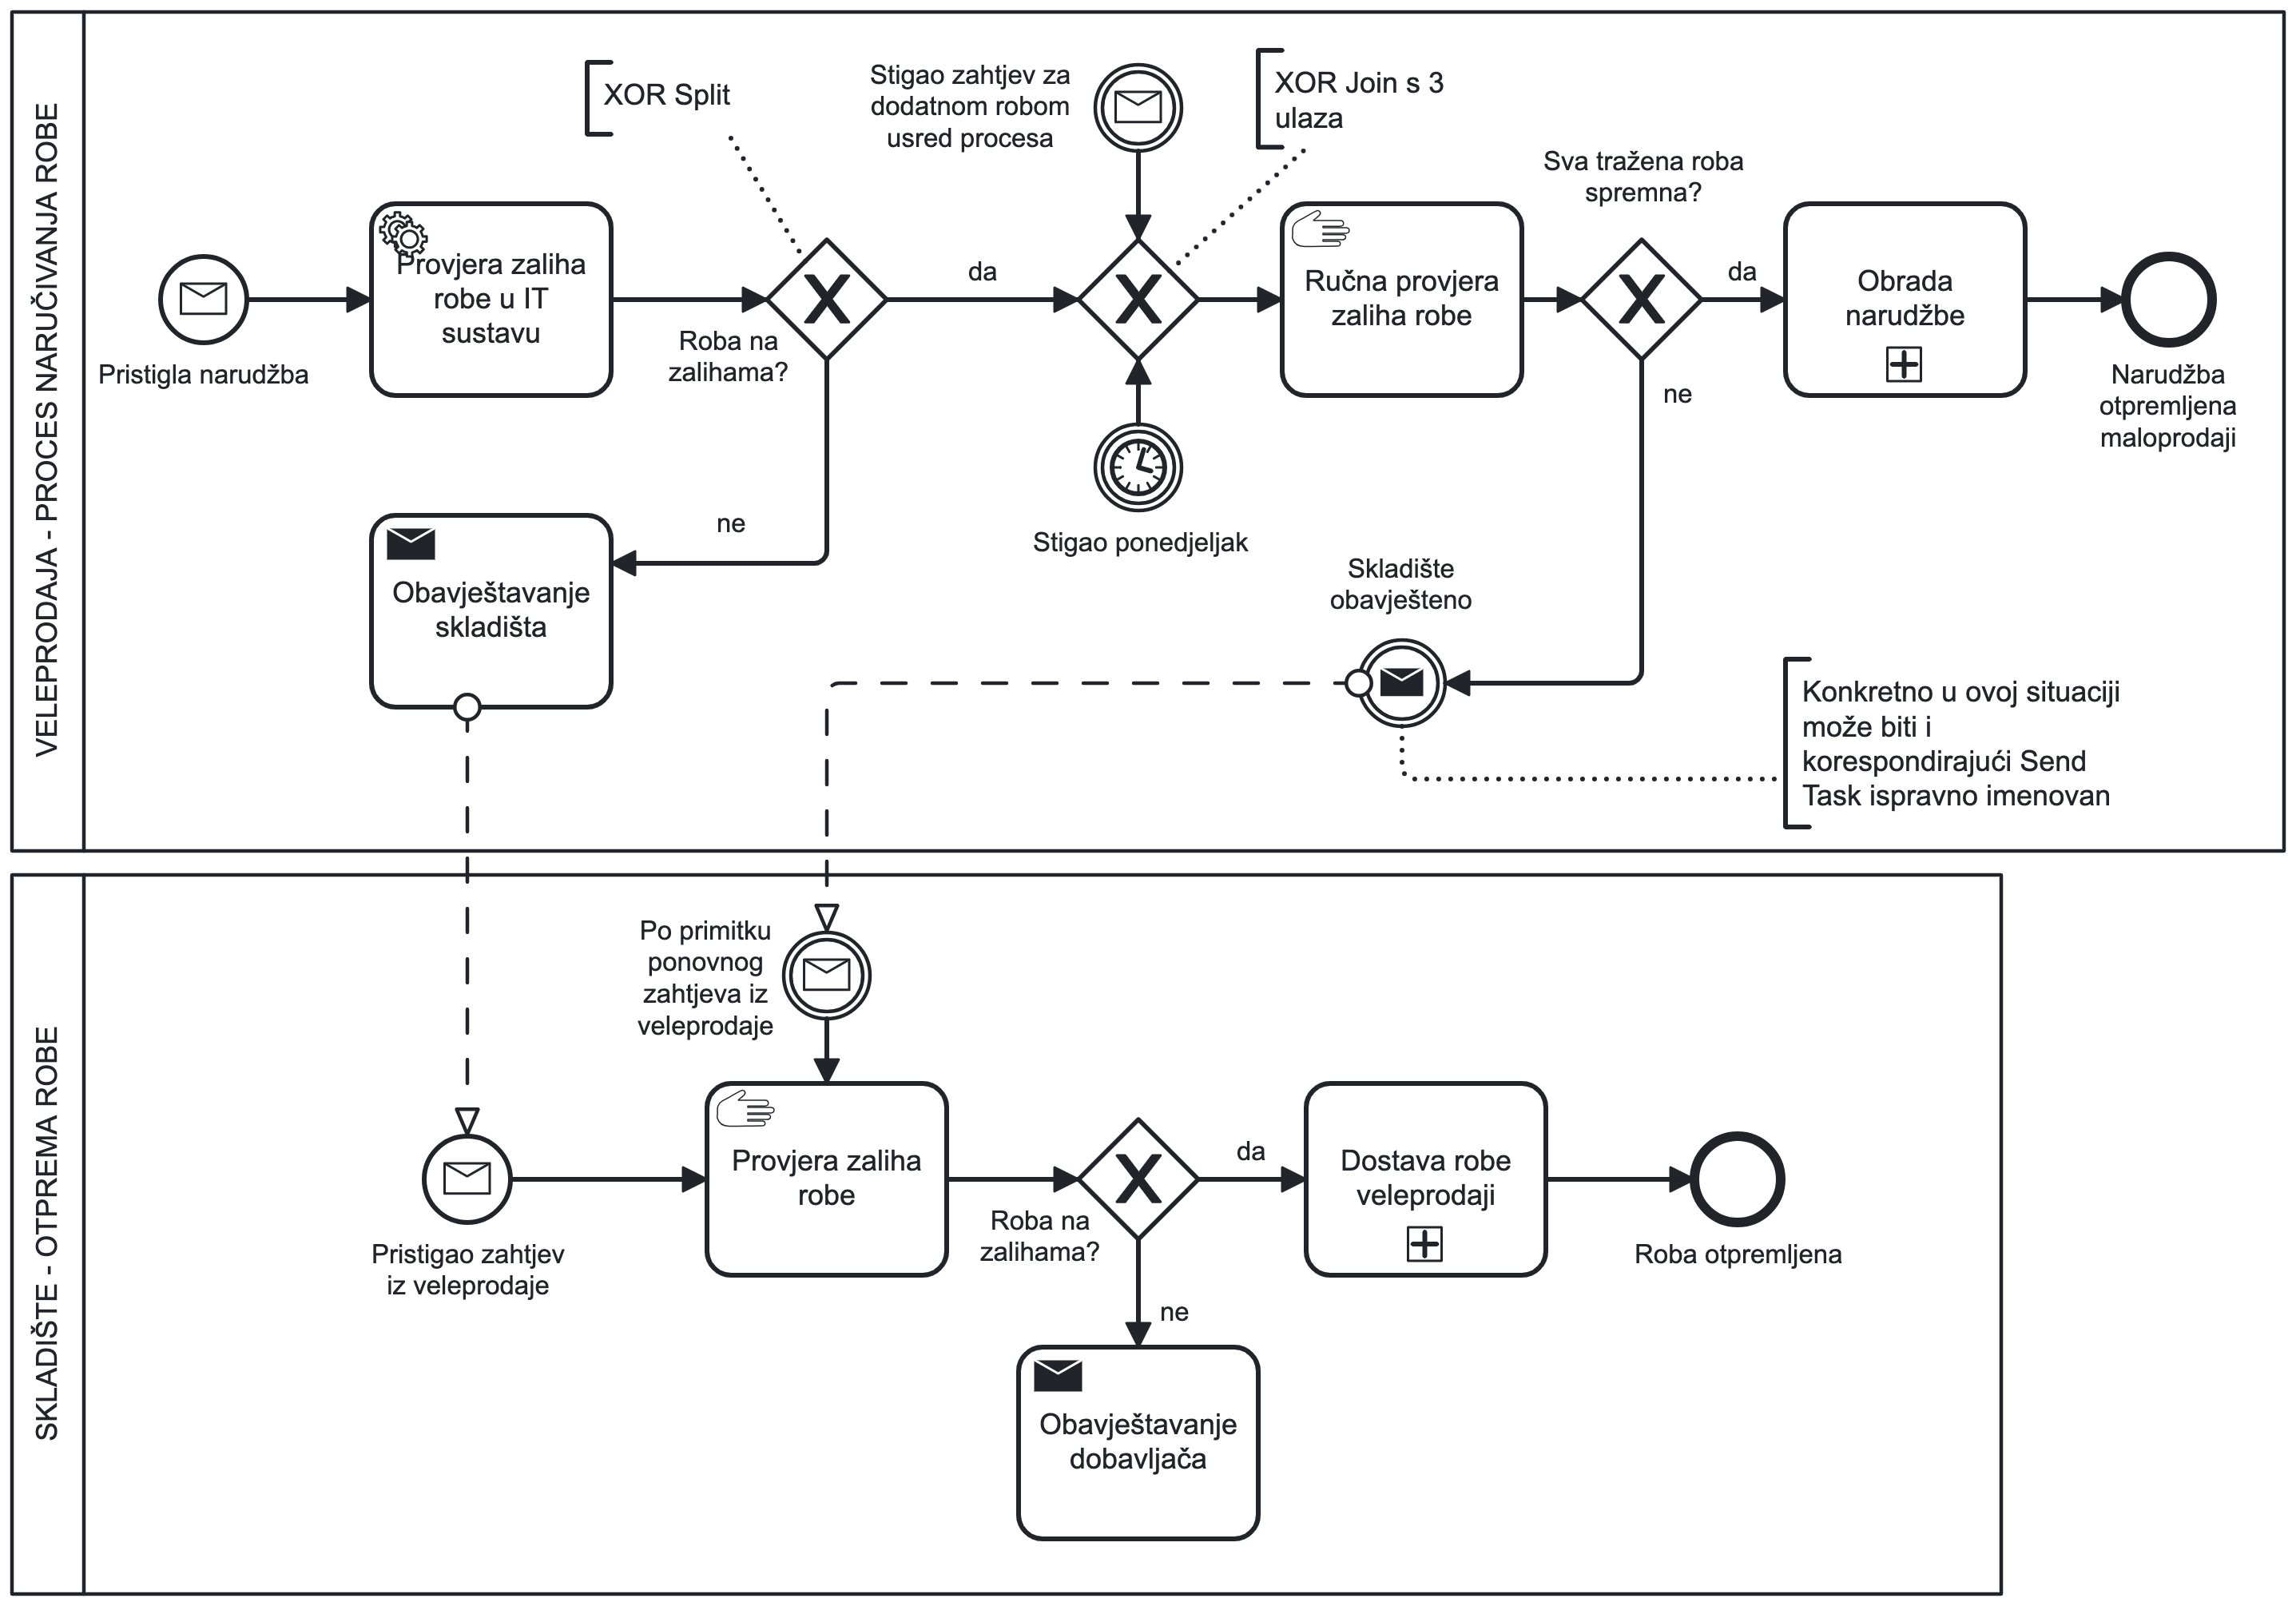 VELEPRODAJA - PROCES NARUČIVANJA ROBE
XOR Split
Stigao zahtjev za
dodatnom robom
usred procesa
XOR Join s 3
ulaza
Sva tražena roba
spremna?
Pristigla narudžba
Provjera zaliha
robe u IT
sustavu
Roba na
zalihama?
da
ne
Ručna provjera
zaliha robe
da
ne
Obrada
narudžbe
Narudžba
otpremljena
maloprodaji
Stigao ponedjeljak
Obavještavanje
skladišta
Skladište
obavješteno
Konkretno u ovoj situaciji
može biti i
korespondirajući Send
Task ispravno imenovan
SKLADIŠTE - OTPREMA ROBE
Po primitku
ponovnog
zahtjeva iz
veleprodaje
Pristigao zahtjev
iz veleprodaje
Provjera zaliha
robe
Roba na
zalihama?
da
ne
Dostava robe
veleprodaji
Roba otpremljena
Obavještavanje
dobavljača